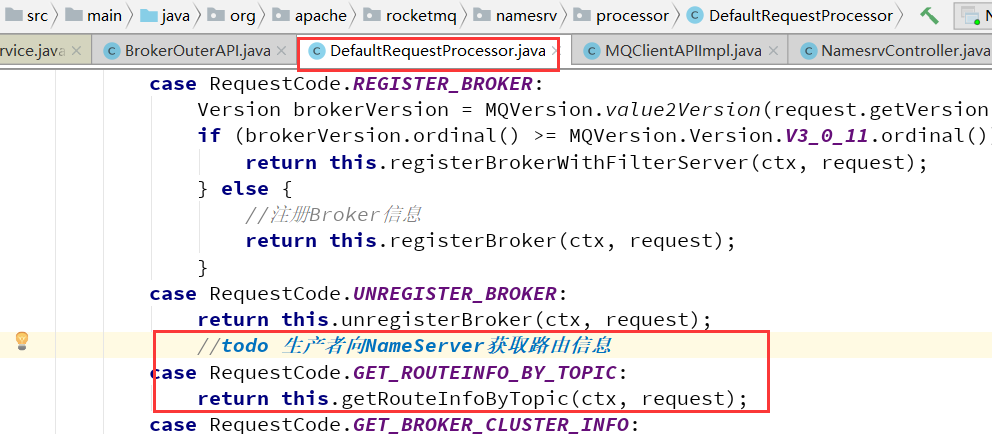 src main java org apache rocketmq namesrv processor DefaultRequestProcessor
rvice.java BrokerOuterAPI.java DefaultRequestProcessor.java MQClientAPIImpl.java NamesrvController.java
case RequestCode.REGISTER_BROKER:
Version brokerVersion = MQVersion.value2Version(request.getVersion
if (brokerVersion.ordinal() >= MQVersion.Version.V3_0_11.ordinal())
return this.registerBrokerWithFilterServer(ctx, request);
} else {
//注册Broker信息
return this.registerBroker(ctx, request);
}
case RequestCode.UNREGISTER_BROKER:
return this.unregisterBroker(ctx, request);
//todo 生产者向NameServer获取路由信息
case RequestCode.GET_ROUTEINFO_BY_TOPIC:
return this.getRouteInfoByTopic(ctx, request);
case RequestCode.GET_BROKER_CLUSTER_INFO: